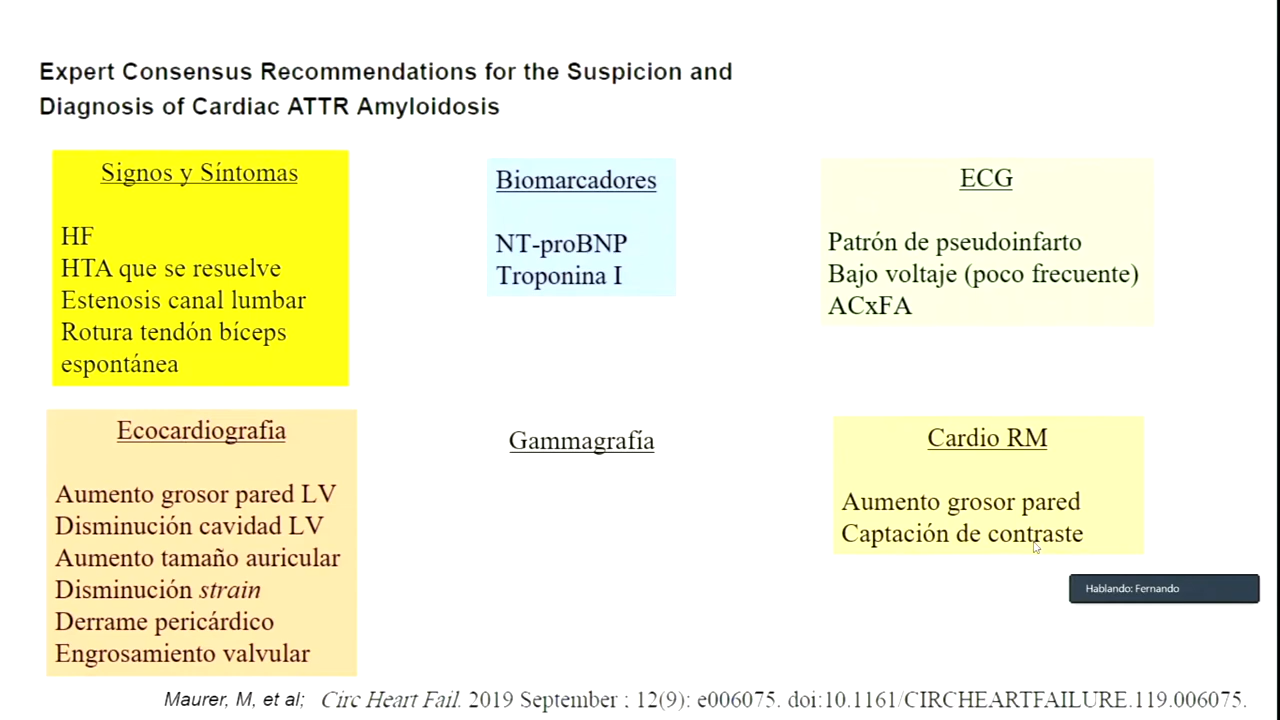 Expert Consensus Recommendations for the Suspicion and
Diagnosis of Cardiac ATTR Amyloidosis
Signos y Síntomas
HF
HTA que se resuelve
Estenosis canal lumbar
Rotura tendón bíceps
espontánea
Biomarcadores
NT-proBNP
Troponina I
ECG
Patrón de pseudoinfarto
Bajo voltaje (poco frecuente)
ACxFA
Ecocardiografia
Aumento grosor pared LV
Disminución cavidad LV
Aumento tamaño auricular
Disminución strain
Derrame pericárdico
Engrosamiento valvular
Gammagrafía
Cardio RM
Aumento grosor pared
Captación de contraste
Hablando: Fernando
Maurer, M, et al; Circ Heart Fail. 2019 September ; 12(9): e006075. doi:10.1161/CIRCHEARTFAILURE.119.006075.